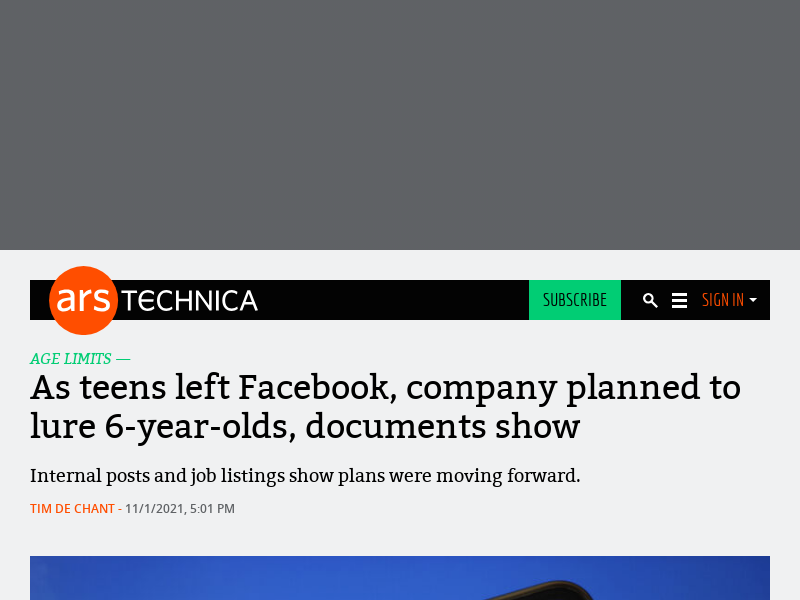 ars TECHNICA
SUBSCRIBE
SIGN IN
AGE LIMITS —
As teens left Facebook, company planned to
lure 6-year-olds, documents show
Internal posts and job listings show plans were moving forward.
TIM DE CHANT - 11/1/2021, 5:01 PM